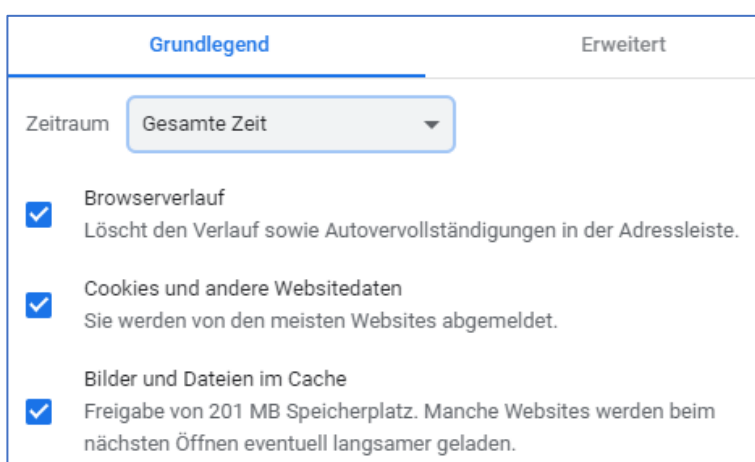 Grundlegend Erweitert
Zeitraum Gesamte Zeit
Browserverlauf
Löscht den Verlauf sowie Autovervollständigungen in der Adressleiste.
Cookies und andere Websitedaten
Sie werden von den meisten Websites abgemeldet.
Bilder und Dateien im Cache
Freigabe von 201 MB Speicherplatz. Manche Websites werden beim
nächsten Öffnen eventuell langsamer geladen.